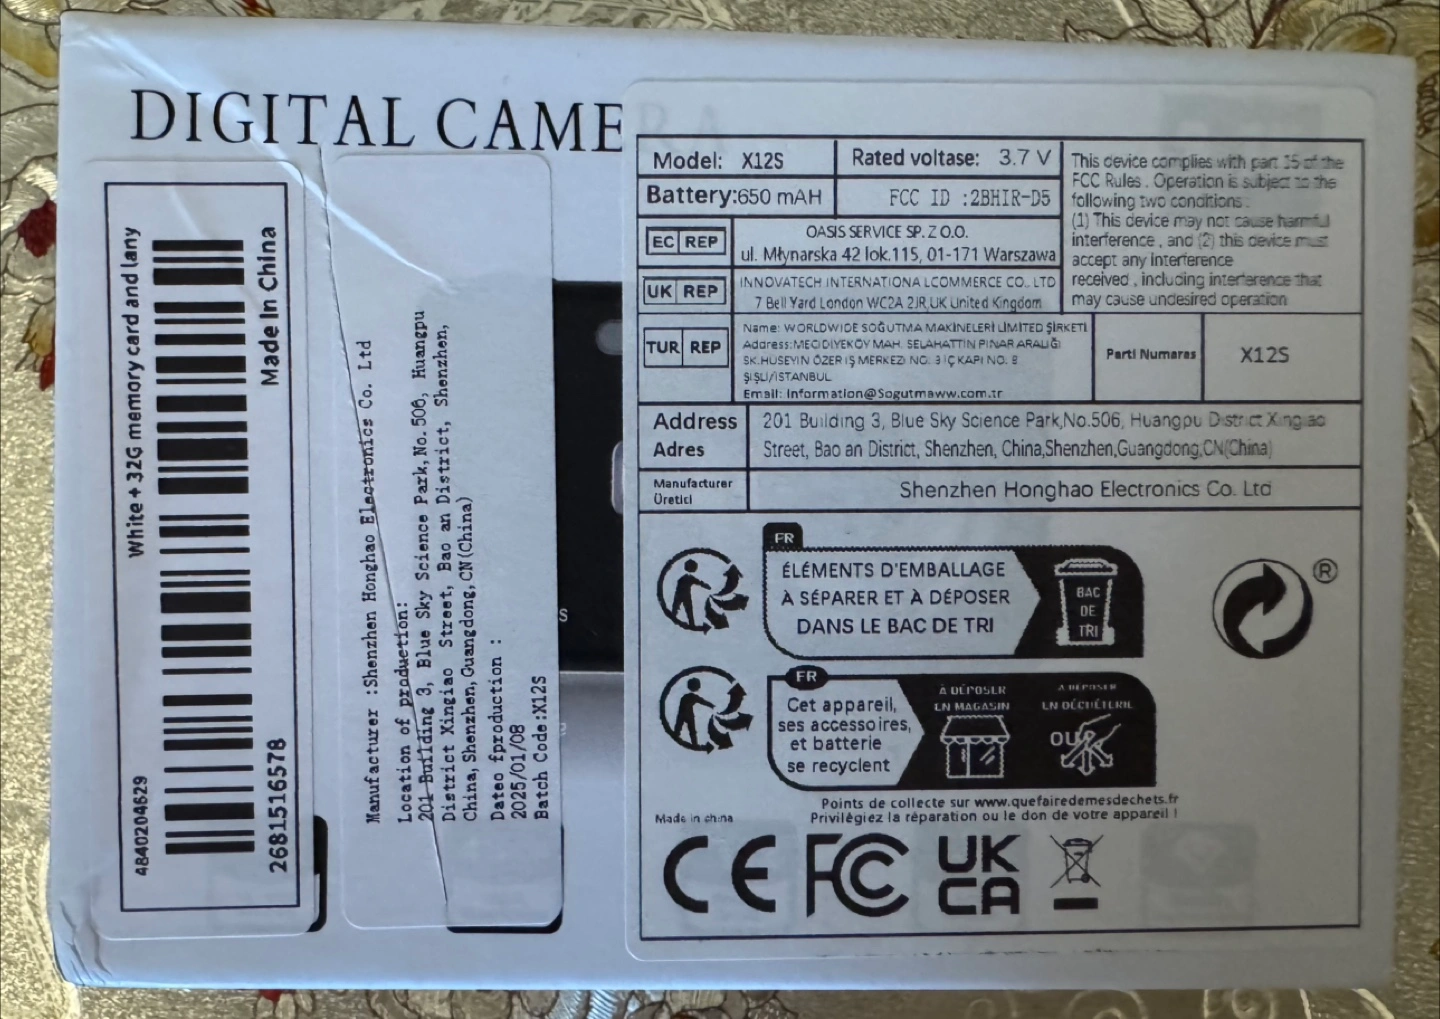 DIGITAL CAME
White + 32G memory card and lany
Made In China
4840204629
2681516578
Manufacturer :Shenzhen Honghao Electronics Co. Ltd
Location of production:
201 Building 3, Blue Sky Science Park, No. 506, Huangpu
District Xingiao Street, Bao an District, Shenzhen,
China, Shenzhen, Guangdong, CN(China)
Dateo fproduction :
2025/01/08
Batch Code:X12S
Model: X12S
Rated voltase: 3.7 V
Battery:650 mAH
FCC ID :2BHIR-D5
This device complies with part 15 of the
FCC Rules. Operation is subject to the
following two conditions:
(1) This device may not cause harmful
interference, and (2) this device must
accept any interference
received, including interference that
may cause undesired operation
EC REP
OASIS SERVICE SP. Z O.O.
ul. Młynarska 42 lok.115, 01-171 Warszawa
UK REP
INNOVATECH INTERNATIONA LCOMMERCE CO., LTD
7 Bell Yard London WC2A 2JR,UK United Kingdom
TUR REP
Name: WORLDWIDE SOĞUTMA MAKİNELERİ LİMİTED ŞİRKETİ
Address:MECİDİYEKÖY MAH. SELAHATTİN PINAR ARALIĞI
SK.HÜSEYIN ÖZER İŞ MERKEZI NO. 3 İÇ KAPI NO. 8
ŞIŞLI/İSTANBUL
Email: Information@Sogutmaww.com.tr
Parti Numaras
X12S
Address
Adres
201 Building 3, Blue Sky Science Park,No.506, Huangpu District Xingiao
Street, Bao an District, Shenzhen, China,Shenzhen,Guangdong,CN(China)
Manufacturer
Üretici
Shenzhen Honghao Electronics Co. Ltd
FR
ÉLÉMENTS D'EMBALLAGE
À SÉPARER ET À DÉPOSER
DANS LE BAC DE TRI
BAC
DE
TRI
®
FR
Cet appareil,
ses accessoires,
et batterie
se recyclent
À DÉPOSER
EN MAGASIN
OU
À DÉPOSER
EN DÉCHÈTERIE
Points de collecte sur www.quefairedemesdechets.fr
Privilégiez la réparation ou le don de votre appareil !
Made in china
CE FC UK
CA